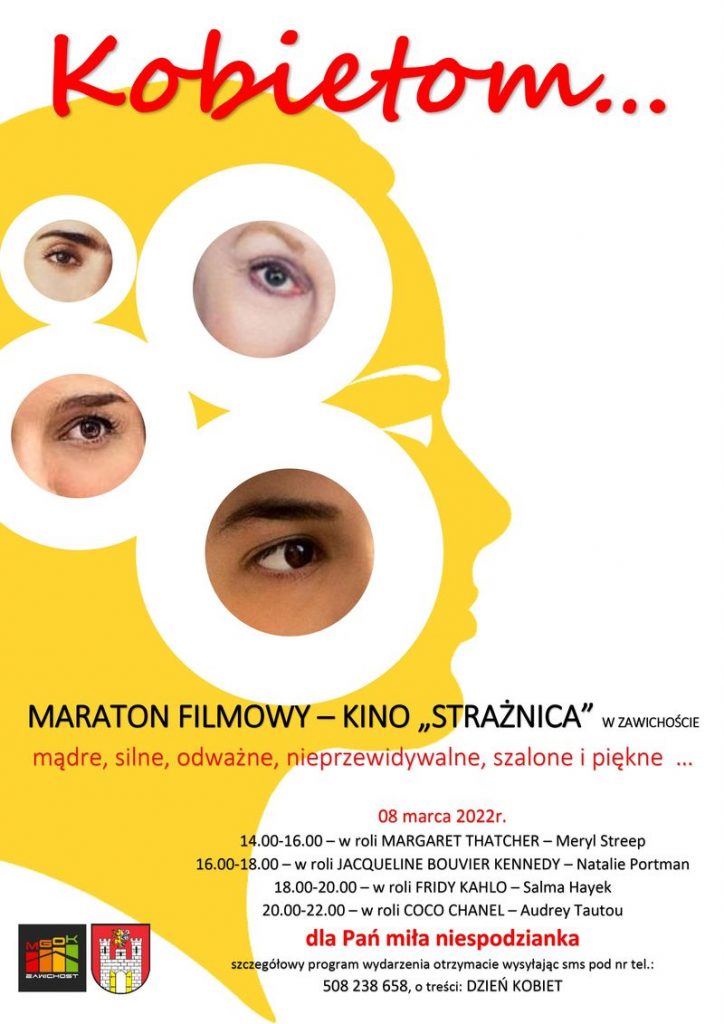 Kobietom...
MARATON FILMOWY – KINO „STRAŻNICA” W ZAWICHOŚCIE
mądre, silne, odważne, nieprzewidywalne, szalone i piękne ...
08 marca 2022r.
14.00-16.00 – w roli MARGARET THATCHER – Meryl Streep
16.00-18.00 – w roli JACQUELINE BOUVIER KENNEDY – Natalie Portman
18.00-20.00 – w roli FRIDY KAHLO – Salma Hayek
20.00-22.00 – w roli COCO CHANEL – Audrey Tautou
dla Pań miła niespodzianka
szczegółowy program wydarzenia otrzymacie wysyłając sms pod nr tel.:
508 238 658, o treści: DZIEŃ KOBIET
MGOK
ZAWICHOST